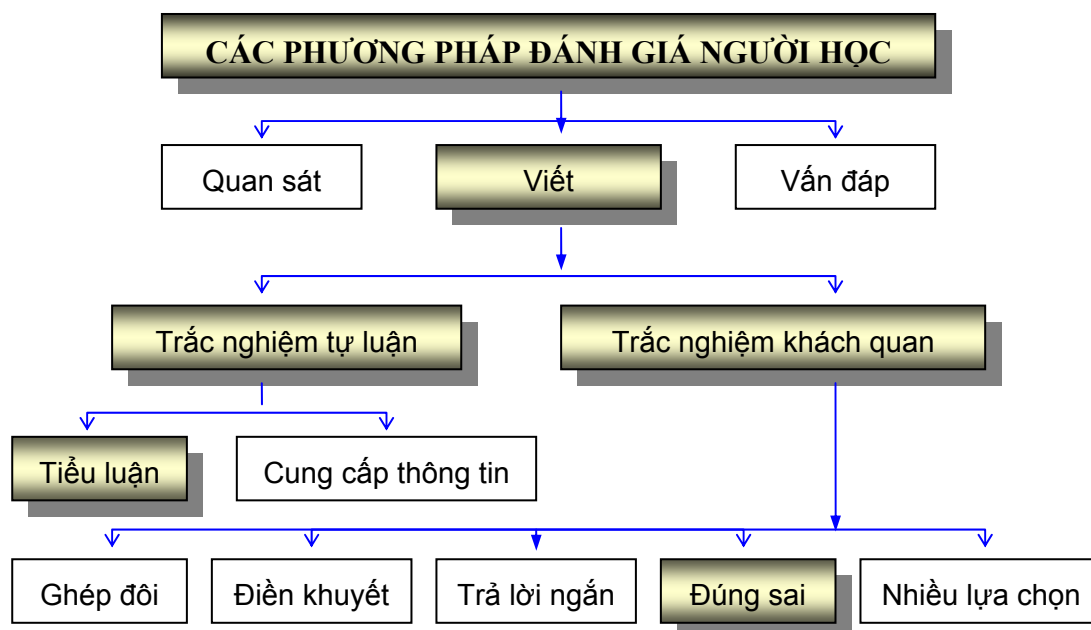 CÁC PHƯƠNG PHÁP ĐÁNH GIÁ NGƯỜI HỌC
Quan sát
Viết
Vấn đáp
Trắc nghiệm tự luận
Trắc nghiệm khách quan
Tiểu luận
Cung cấp thông tin
Ghép đôi
Điền khuyết
Trả lời ngắn
Đúng sai
Nhiều lựa chọn